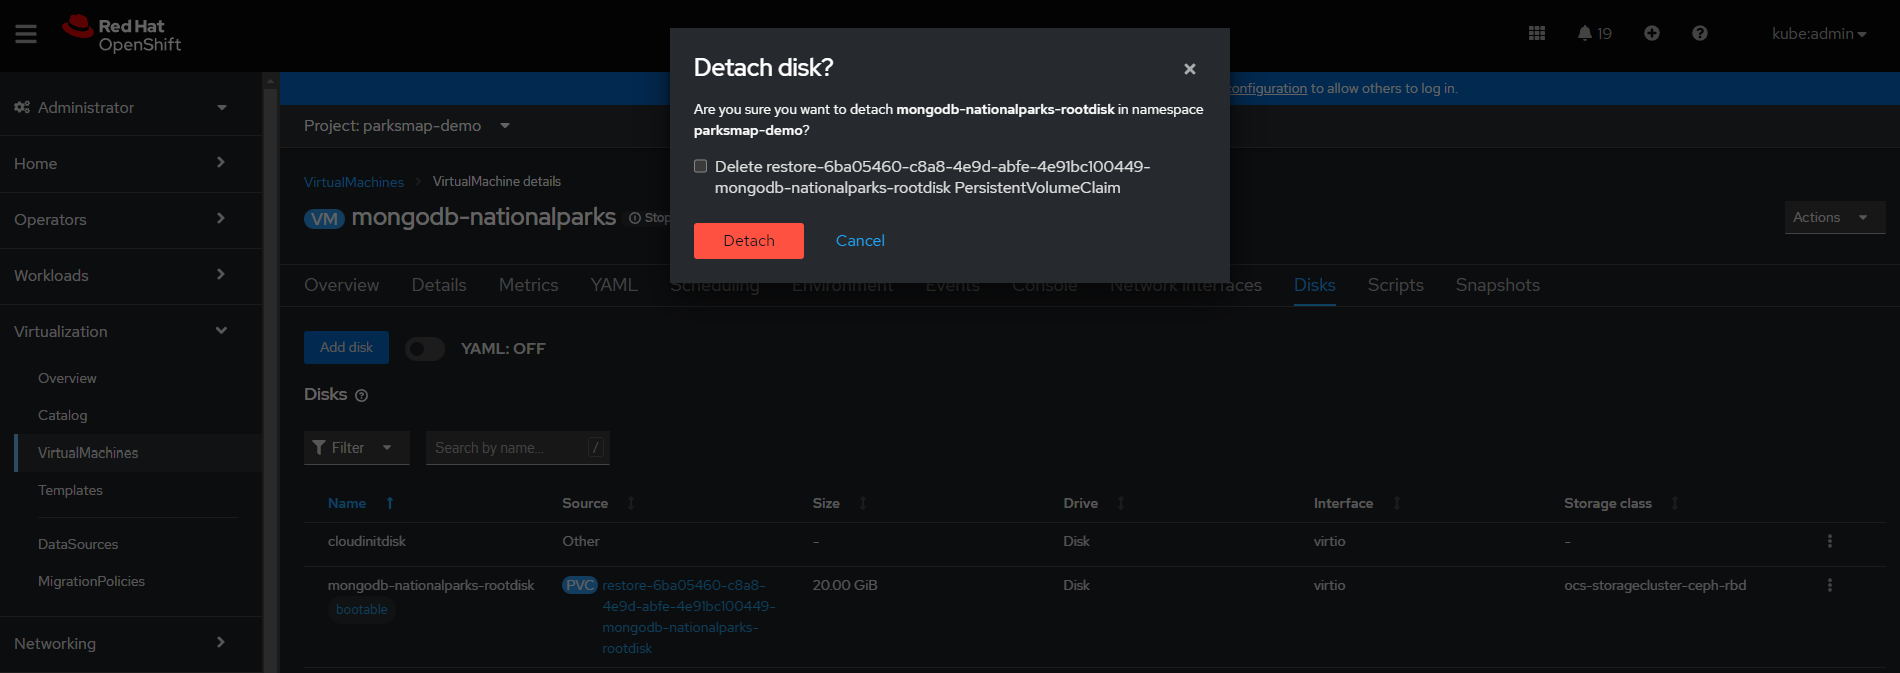 Red Hat
OpenShift
19
kube:admin
Administrator
Home
Operators
Workloads
Virtualization
Overview
Catalog
VirtualMachines
Templates
DataSources
MigrationPolicies
Networking
configuration to allow others to log in.
Project: parksmap-demo
VirtualMachines > VirtualMachine details
VM mongodb-nationalparks Stop
Actions
Detach disk?
Are you sure you want to detach mongodb-nationalparks-rootdisk in namespace
parksmap-demo?
Delete restore-6ba05460-c8a8-4e9d-abfe-4e91bc100449-
mongodb-nationalparks-rootdisk PersistentVolumeClaim
Detach Cancel
Overview Details Metrics YAML Scheduling Environment Events Console Network Interfaces Disks Scripts Snapshots
Add disk YAML: OFF
Disks
Filter Search by name... /
Name Source Size Drive Interface Storage class
cloudinitdisk Other - Disk virtio -
mongodb-nationalparks-rootdisk PVC restore-6ba05460-c8a8- 20.00 GiB Disk virtio ocs-storagecluster-ceph-rbd
bootable 4e9d-abfe-4e91bc100449-
mongodb-nationalparks-
rootdisk